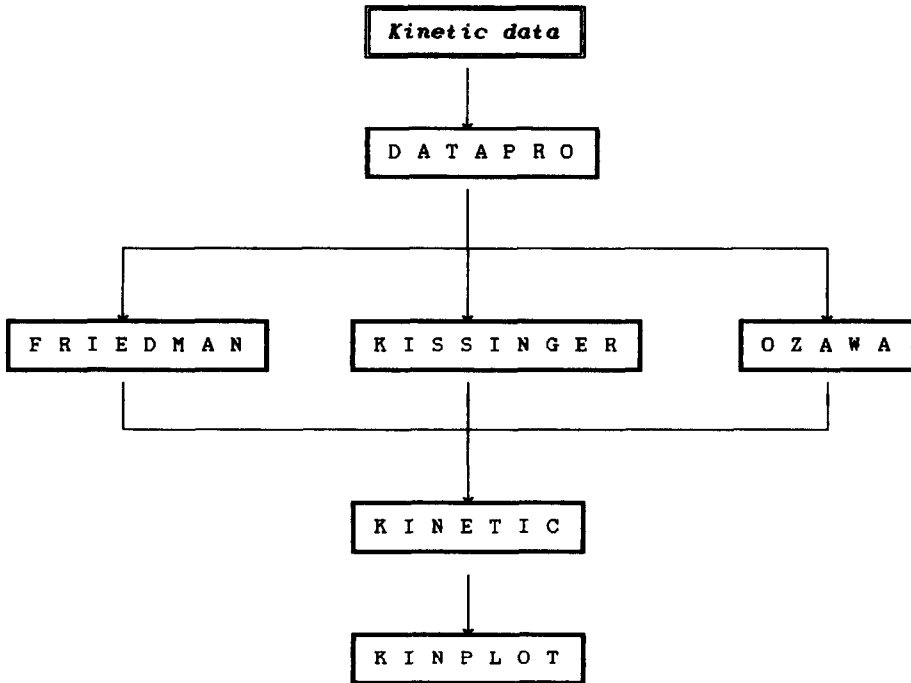 Kinetic data
DATAPRO
FRIEDMAN
KISSINGER
OZAWA
KINETIC
KINPLOT